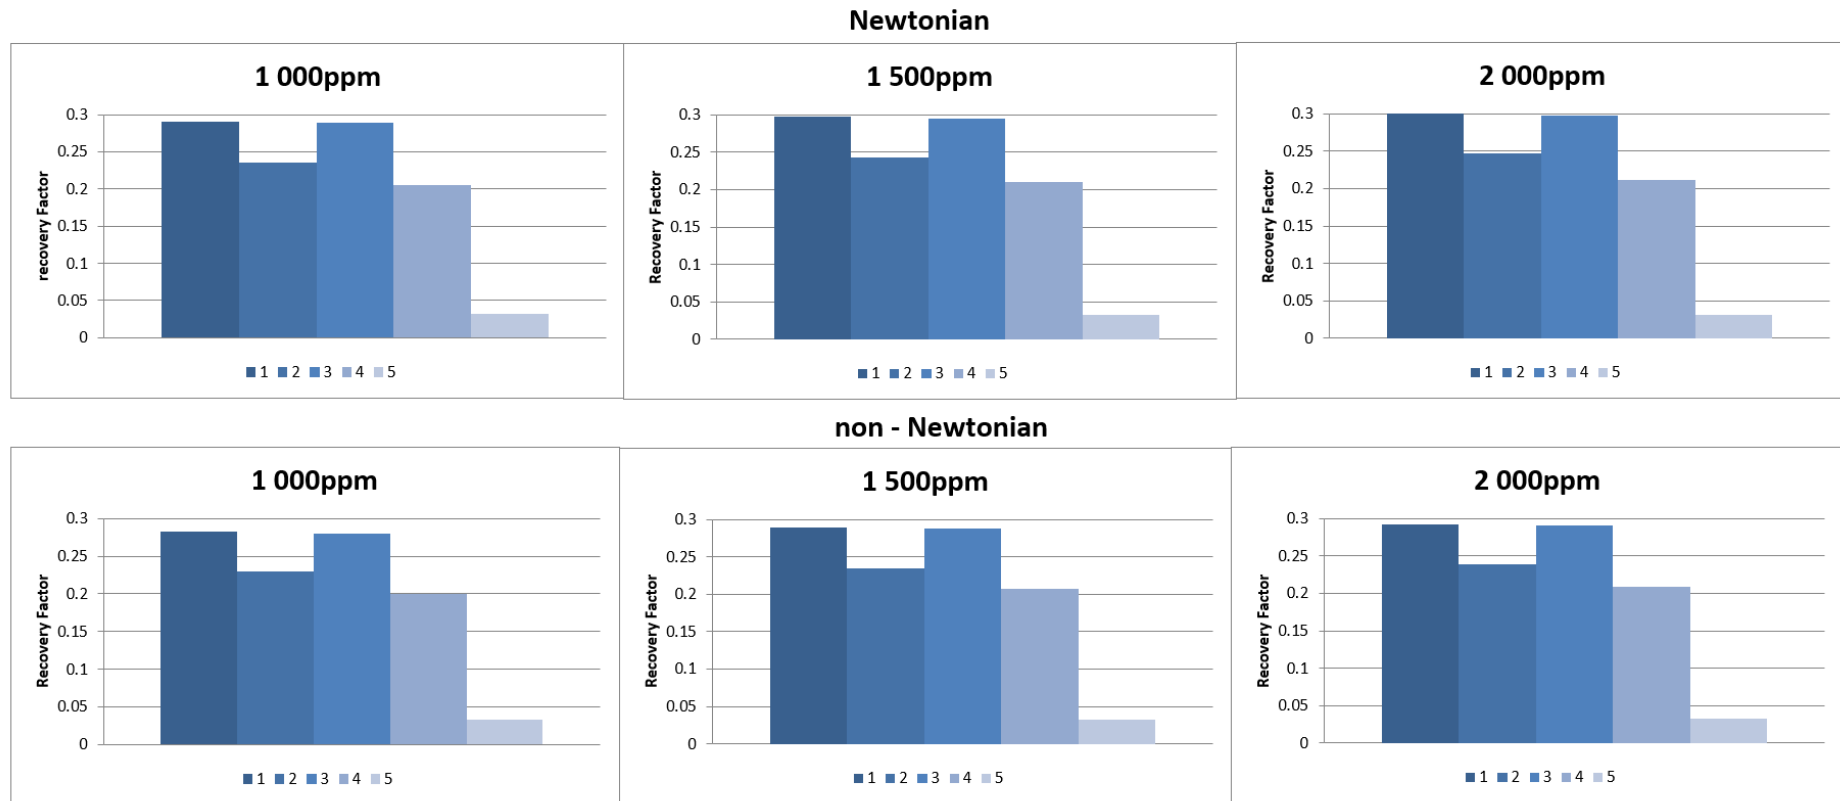 Newtonian
1 000ppm
recovery Factor
0.3
0.25
0.2
0.15
0.1
0.05
0
1 2 3 4 5
1 500ppm
Recovery Factor
0.3
0.25
0.2
0.15
0.1
0.05
0
1 2 3 4 5
2 000ppm
Recovery Factor
0.3
0.25
0.2
0.15
0.1
0.05
0
1 2 3 4 5
non - Newtonian
1 000ppm
Recovery Factor
0.3
0.25
0.2
0.15
0.1
0.05
0
1 2 3 4 5
1 500ppm
Recovery Factor
0.3
0.25
0.2
0.15
0.1
0.05
0
1 2 3 4 5
2 000ppm
Recovery Factor
0.3
0.25
0.2
0.15
0.1
0.05
0
1 2 3 4 5